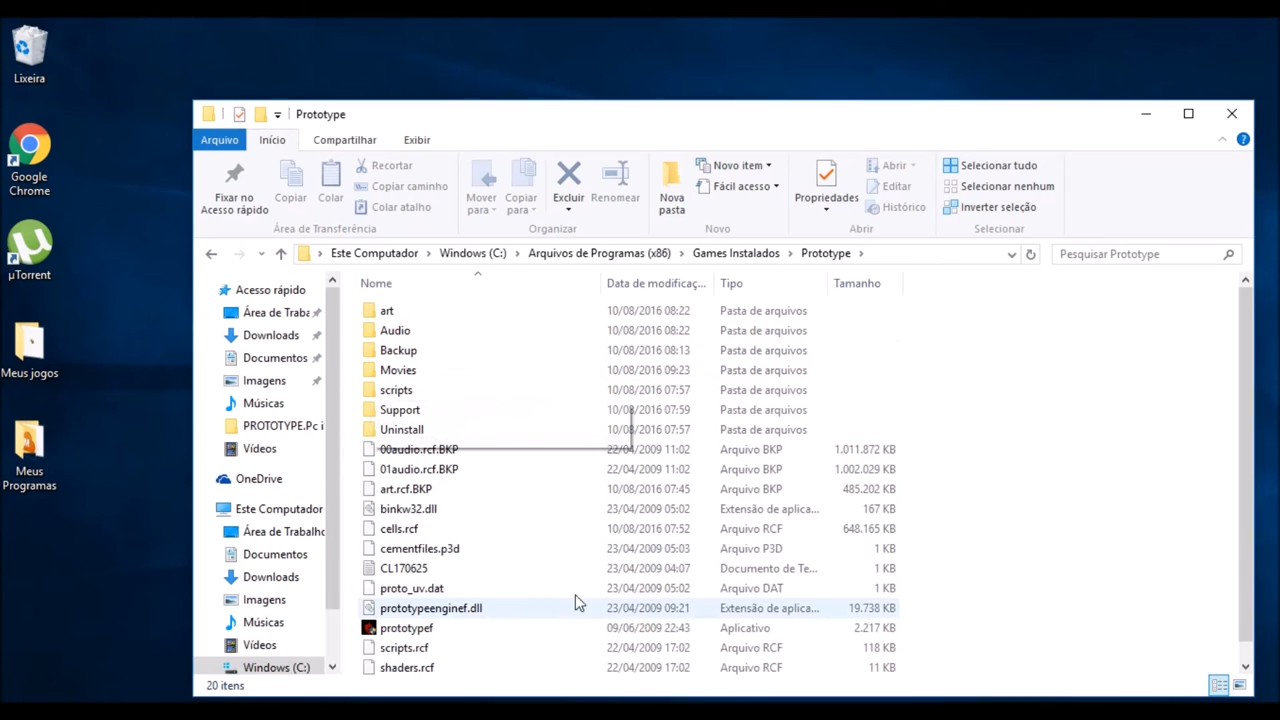 Lixeira
Google
Chrome
µTorrent
Meus jogos
Meus
Programas
Prototype
Arquivo Início Compartilhar Exibir
Fixar no
Acesso rápido
Copiar
Colar
Recortar
Copiar caminho
Colar atalho
Área de Transferência
Mover
para
Copiar
para
Excluir
Renomear
Organizar
Nova
pasta
Novo item
Fácil acesso
Novo
Propriedades
Abrir
Editar
Histórico
Abrir
Selecionar tudo
Selecionar nenhum
Inverter seleção
Selecionar
Este Computador > Windows (C:) > Arquivos de Programas (x86) > Games Instalados > Prototype >
Pesquisar Prototype
Acesso rápido
Área de Traba
Downloads
Documentos
Imagens
Músicas
PROTOTYPE.Pc i
Vídeos
OneDrive
Este Computador
Área de Trabalho
Documentos
Downloads
Imagens
Músicas
Vídeos
Windows (C:)
Nome Data de modificaç... Tipo Tamanho
art 10/08/2016 08:22 Pasta de arquivos
Audio 10/08/2016 08:22 Pasta de arquivos
Backup 10/08/2016 08:13 Pasta de arquivos
Movies 10/08/2016 09:23 Pasta de arquivos
scripts 10/08/2016 07:57 Pasta de arquivos
Support 10/08/2016 07:59 Pasta de arquivos
Uninstall 10/08/2016 07:57 Pasta de arquivos
00audio.rcf.BKP 22/04/2009 11:02 Arquivo BKP 1.011.872 KB
01audio.rcf.BKP 22/04/2009 11:02 Arquivo BKP 1.002.029 KB
art.rcf.BKP 10/08/2016 07:45 Arquivo BKP 485.202 KB
binkw32.dll 23/04/2009 05:02 Extensão de aplica... 167 KB
cells.rcf 10/08/2016 07:52 Arquivo RCF 648.165 KB
cementfiles.p3d 23/04/2009 05:03 Arquivo P3D 1 KB
CL170625 23/04/2009 04:07 Documento de Te... 1 KB
proto_uv.dat 23/04/2009 05:02 Arquivo DAT 1 KB
prototypeenginef.dll 23/04/2009 09:21 Extensão de aplica... 19.738 KB
prototypef 09/06/2009 22:43 Aplicativo 2.217 KB
scripts.rcf 22/04/2009 17:02 Arquivo RCF 118 KB
shaders.rcf 22/04/2009 17:02 Arquivo RCF 11 KB
20 itens